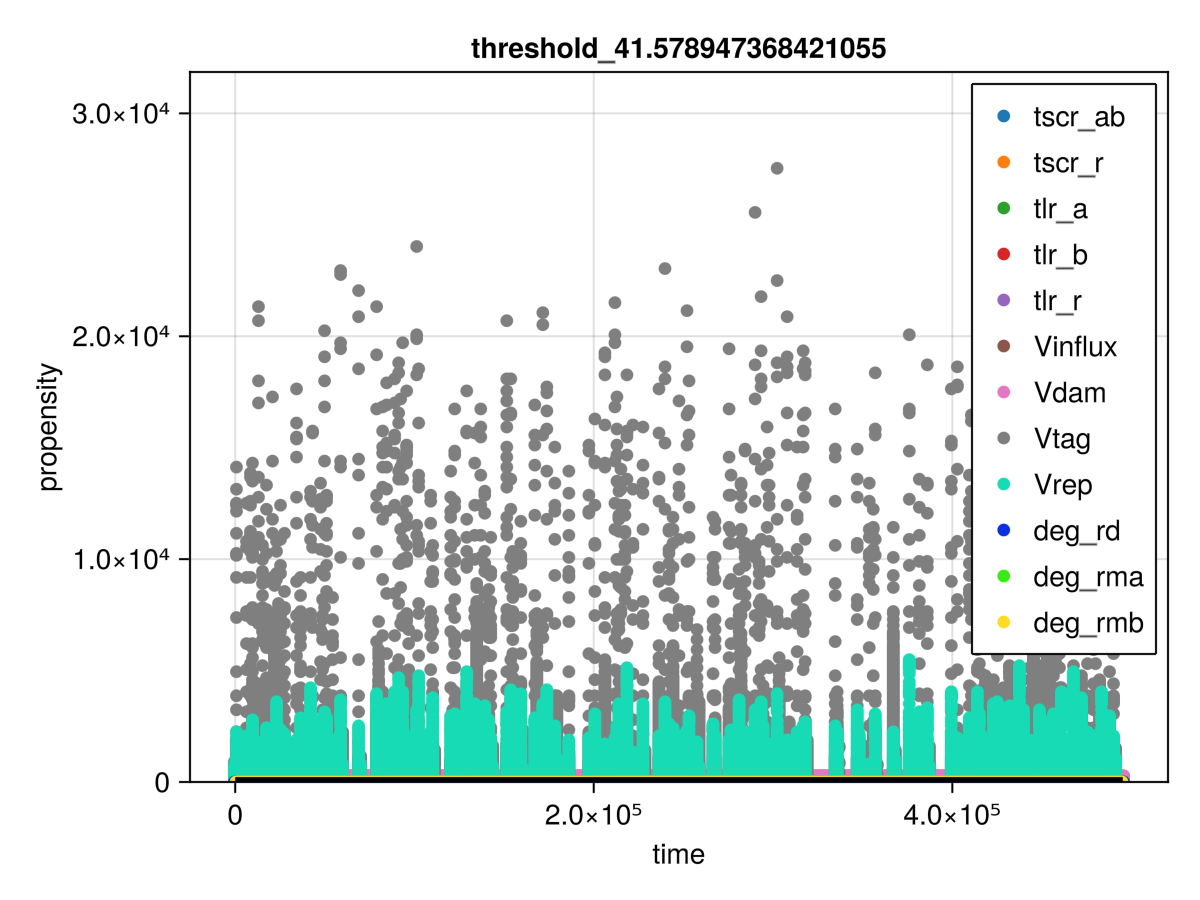 threshold_41.578947368421055
propensity
3.0×10⁴
2.0×10⁴
1.0×10⁴
0
0
2.0×10⁵
4.0×10⁵
time
tscr_ab
tscr_r
tlr_a
tlr_b
tlr_r
Vinflux
Vdam
Vtag
Vrep
deg_rd
deg_rma
deg_rmb